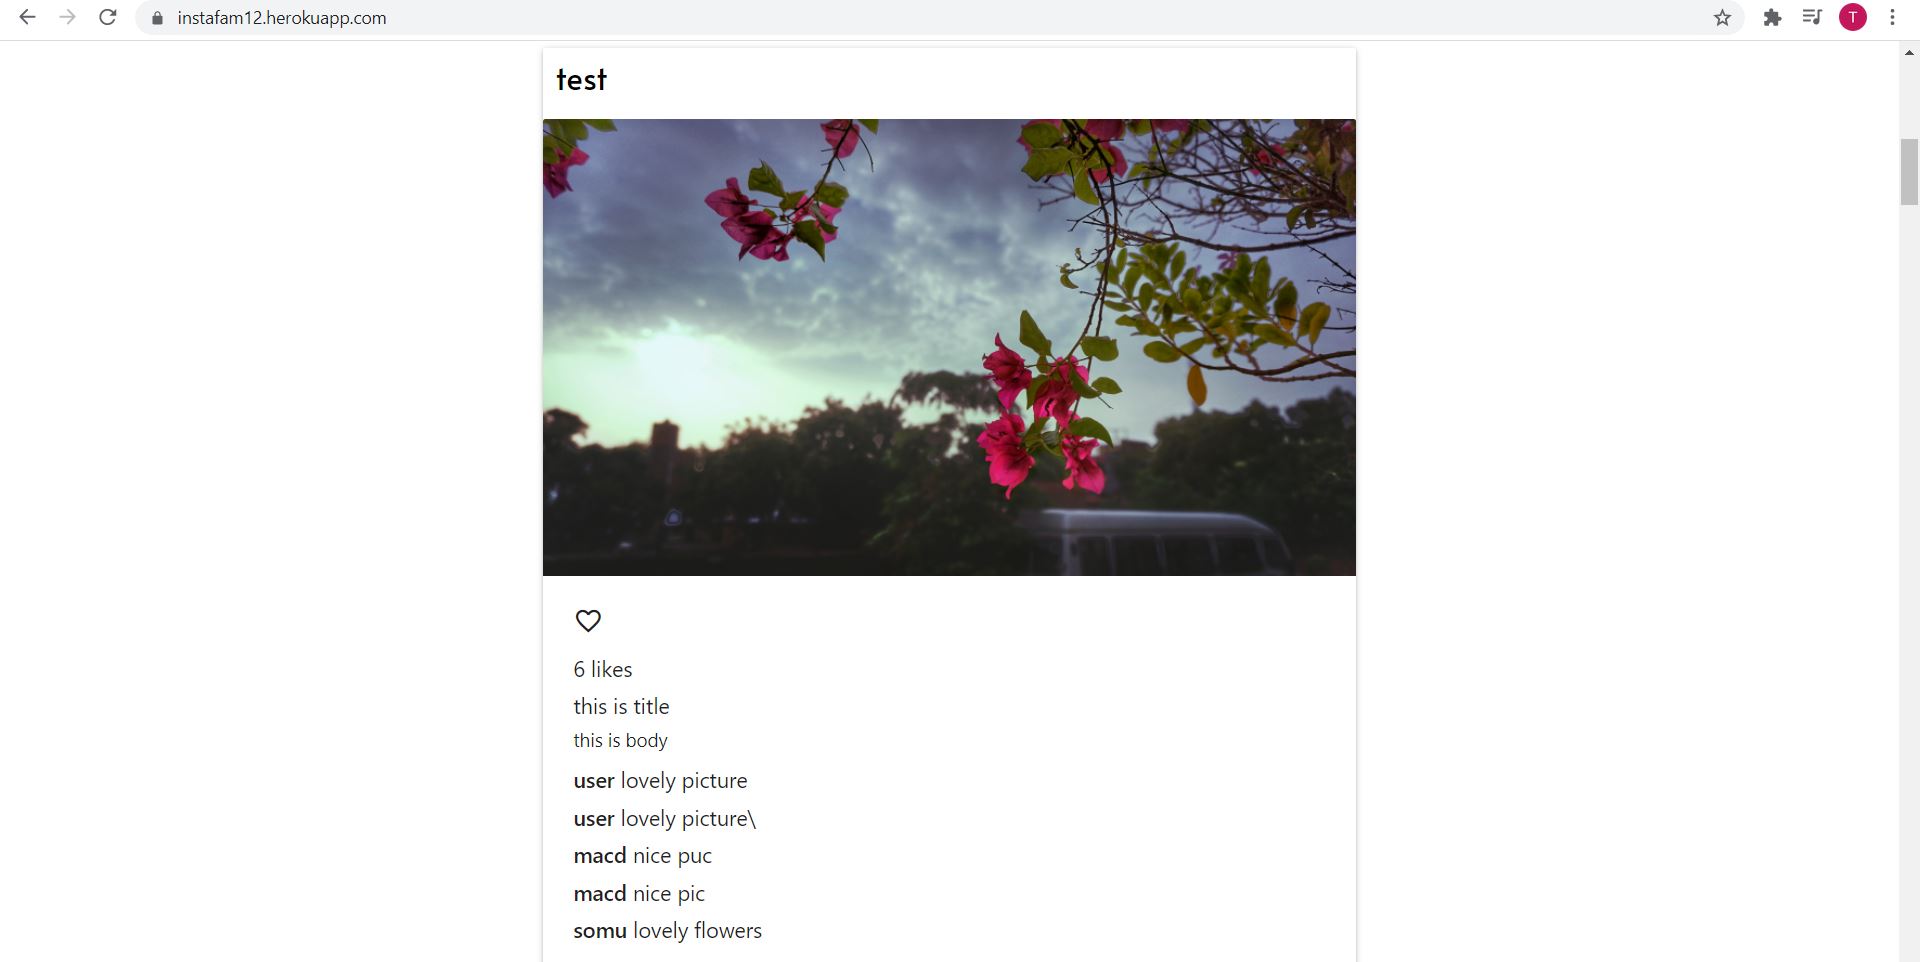 instafam12.herokuapp.com
T
test
6 likes
this is title
this is body
user lovely picture
user lovely picture\
macd nice puc
macd nice pic
somu lovely flowers